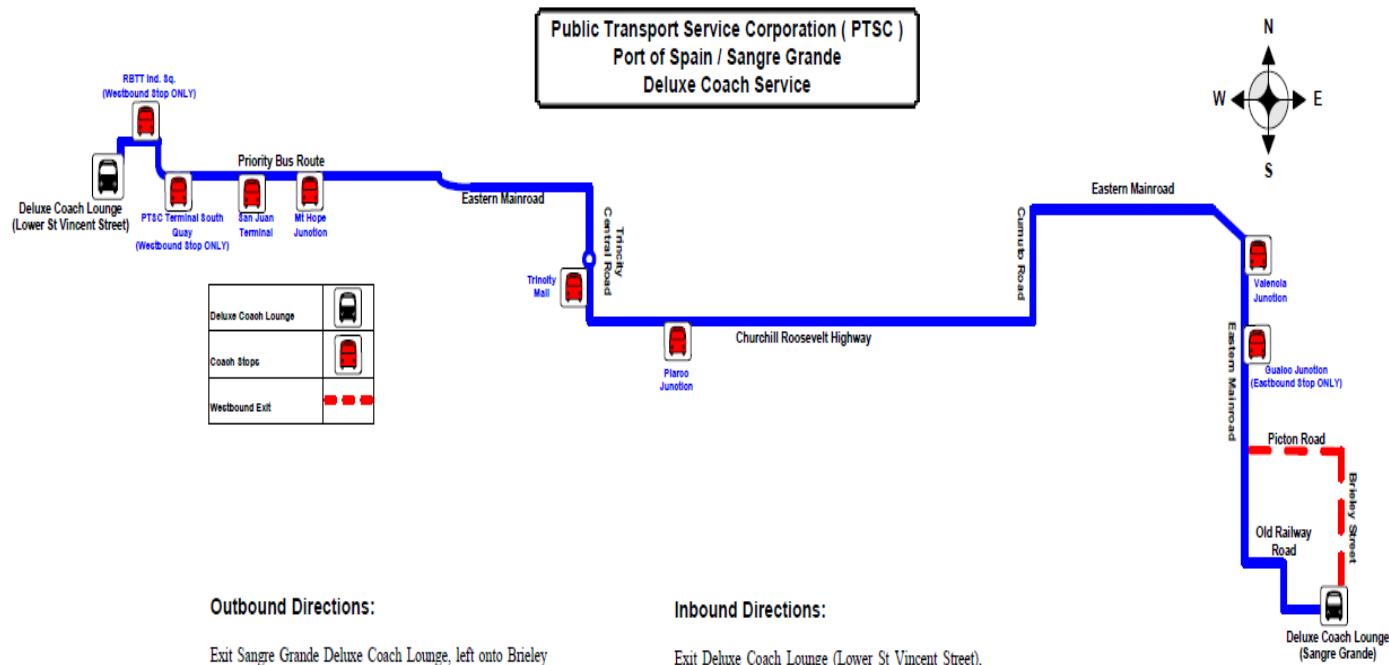 Public Transport Service Corporation ( PTSC )
Port of Spain / Sangre Grande
Deluxe Coach Service
N
W
E
S
RBTT Ind. Sq.
(Westbound Stop ONLY)
Deluxe Coach Lounge
(Lower St Vincent Street)
PTSC Terminal South
Quay
(Westbound Stop ONLY)
San Juan
Terminal
Mt Hope
Junction
Priority Bus Route
Eastern Mainroad
Trincity
Central Road
Trincity
Mall
Piarco
Junction
Churchill Roosevelt Highway
Cumuto Road
Eastern Mainroad
Valencia
Junction
Eastern Mainroad
Guaico Junction
(Eastbound Stop ONLY)
Picton Road
Brieley Street
Old Railway
Road
Deluxe Coach Lounge
(Sangre Grande)
Deluxe Coach Lounge
Coach Stops
Westbound Exit
Outbound Directions:
Exit Sangre Grande Deluxe Coach Lounge, left onto Brieley
Inbound Directions:
Exit Deluxe Coach Lounge (Lower St Vincent Street),